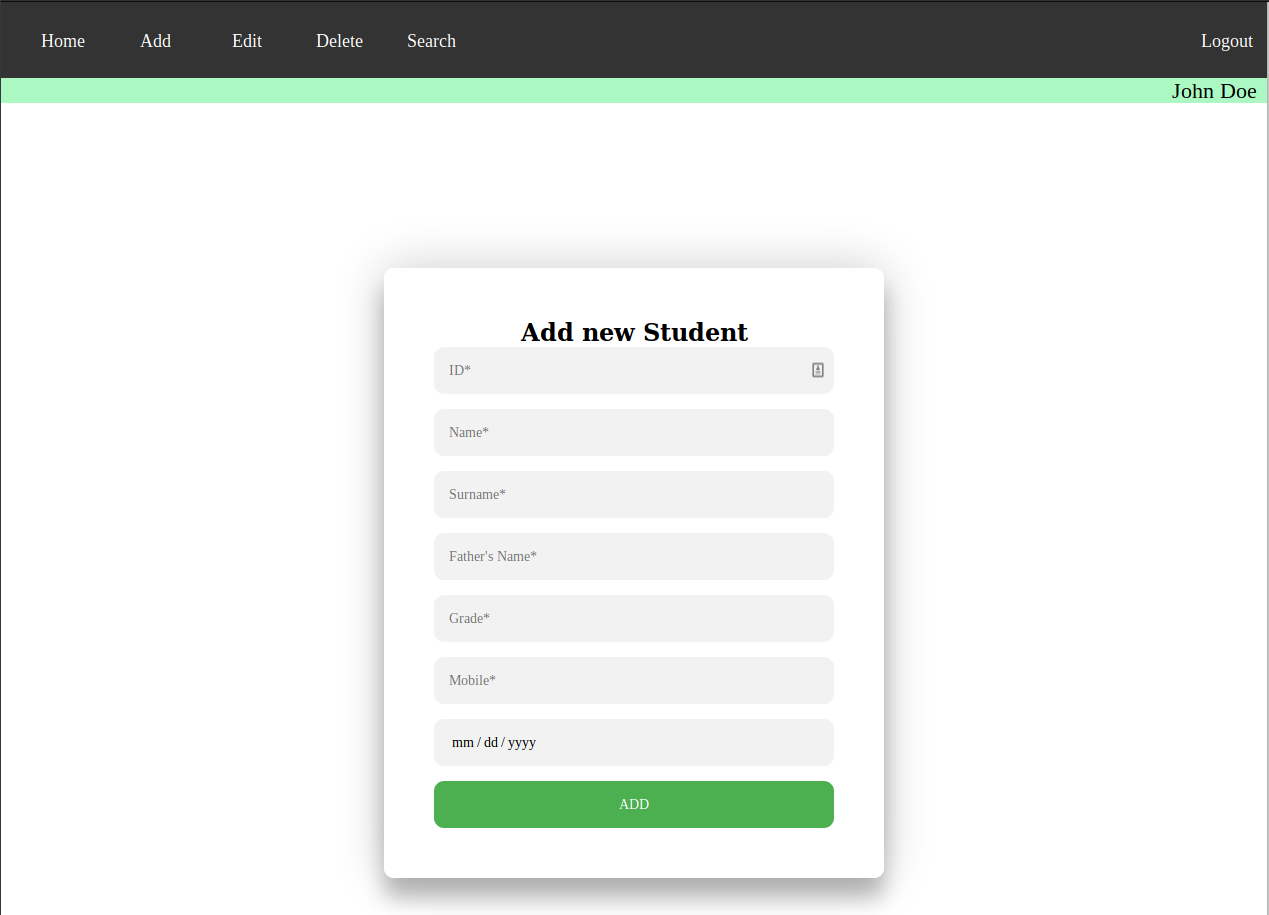 Home Add Edit Delete Search Logout
John Doe
Add new Student
ID*
Name*
Surname*
Father's Name*
Grade*
Mobile*
mm / dd / yyyy
ADD